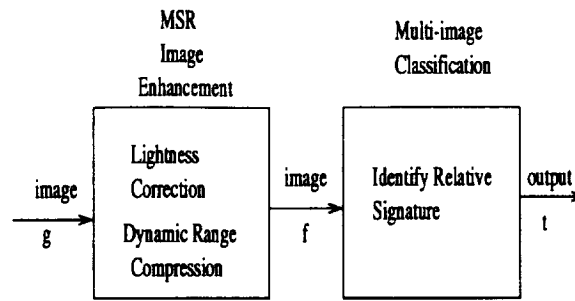 MSR
Image
Enhancement
Multi-image
Classification
image
g
Lightness
Correction
Dynamic Range
Compression
image
f
Identify Relative
Signature
output
t